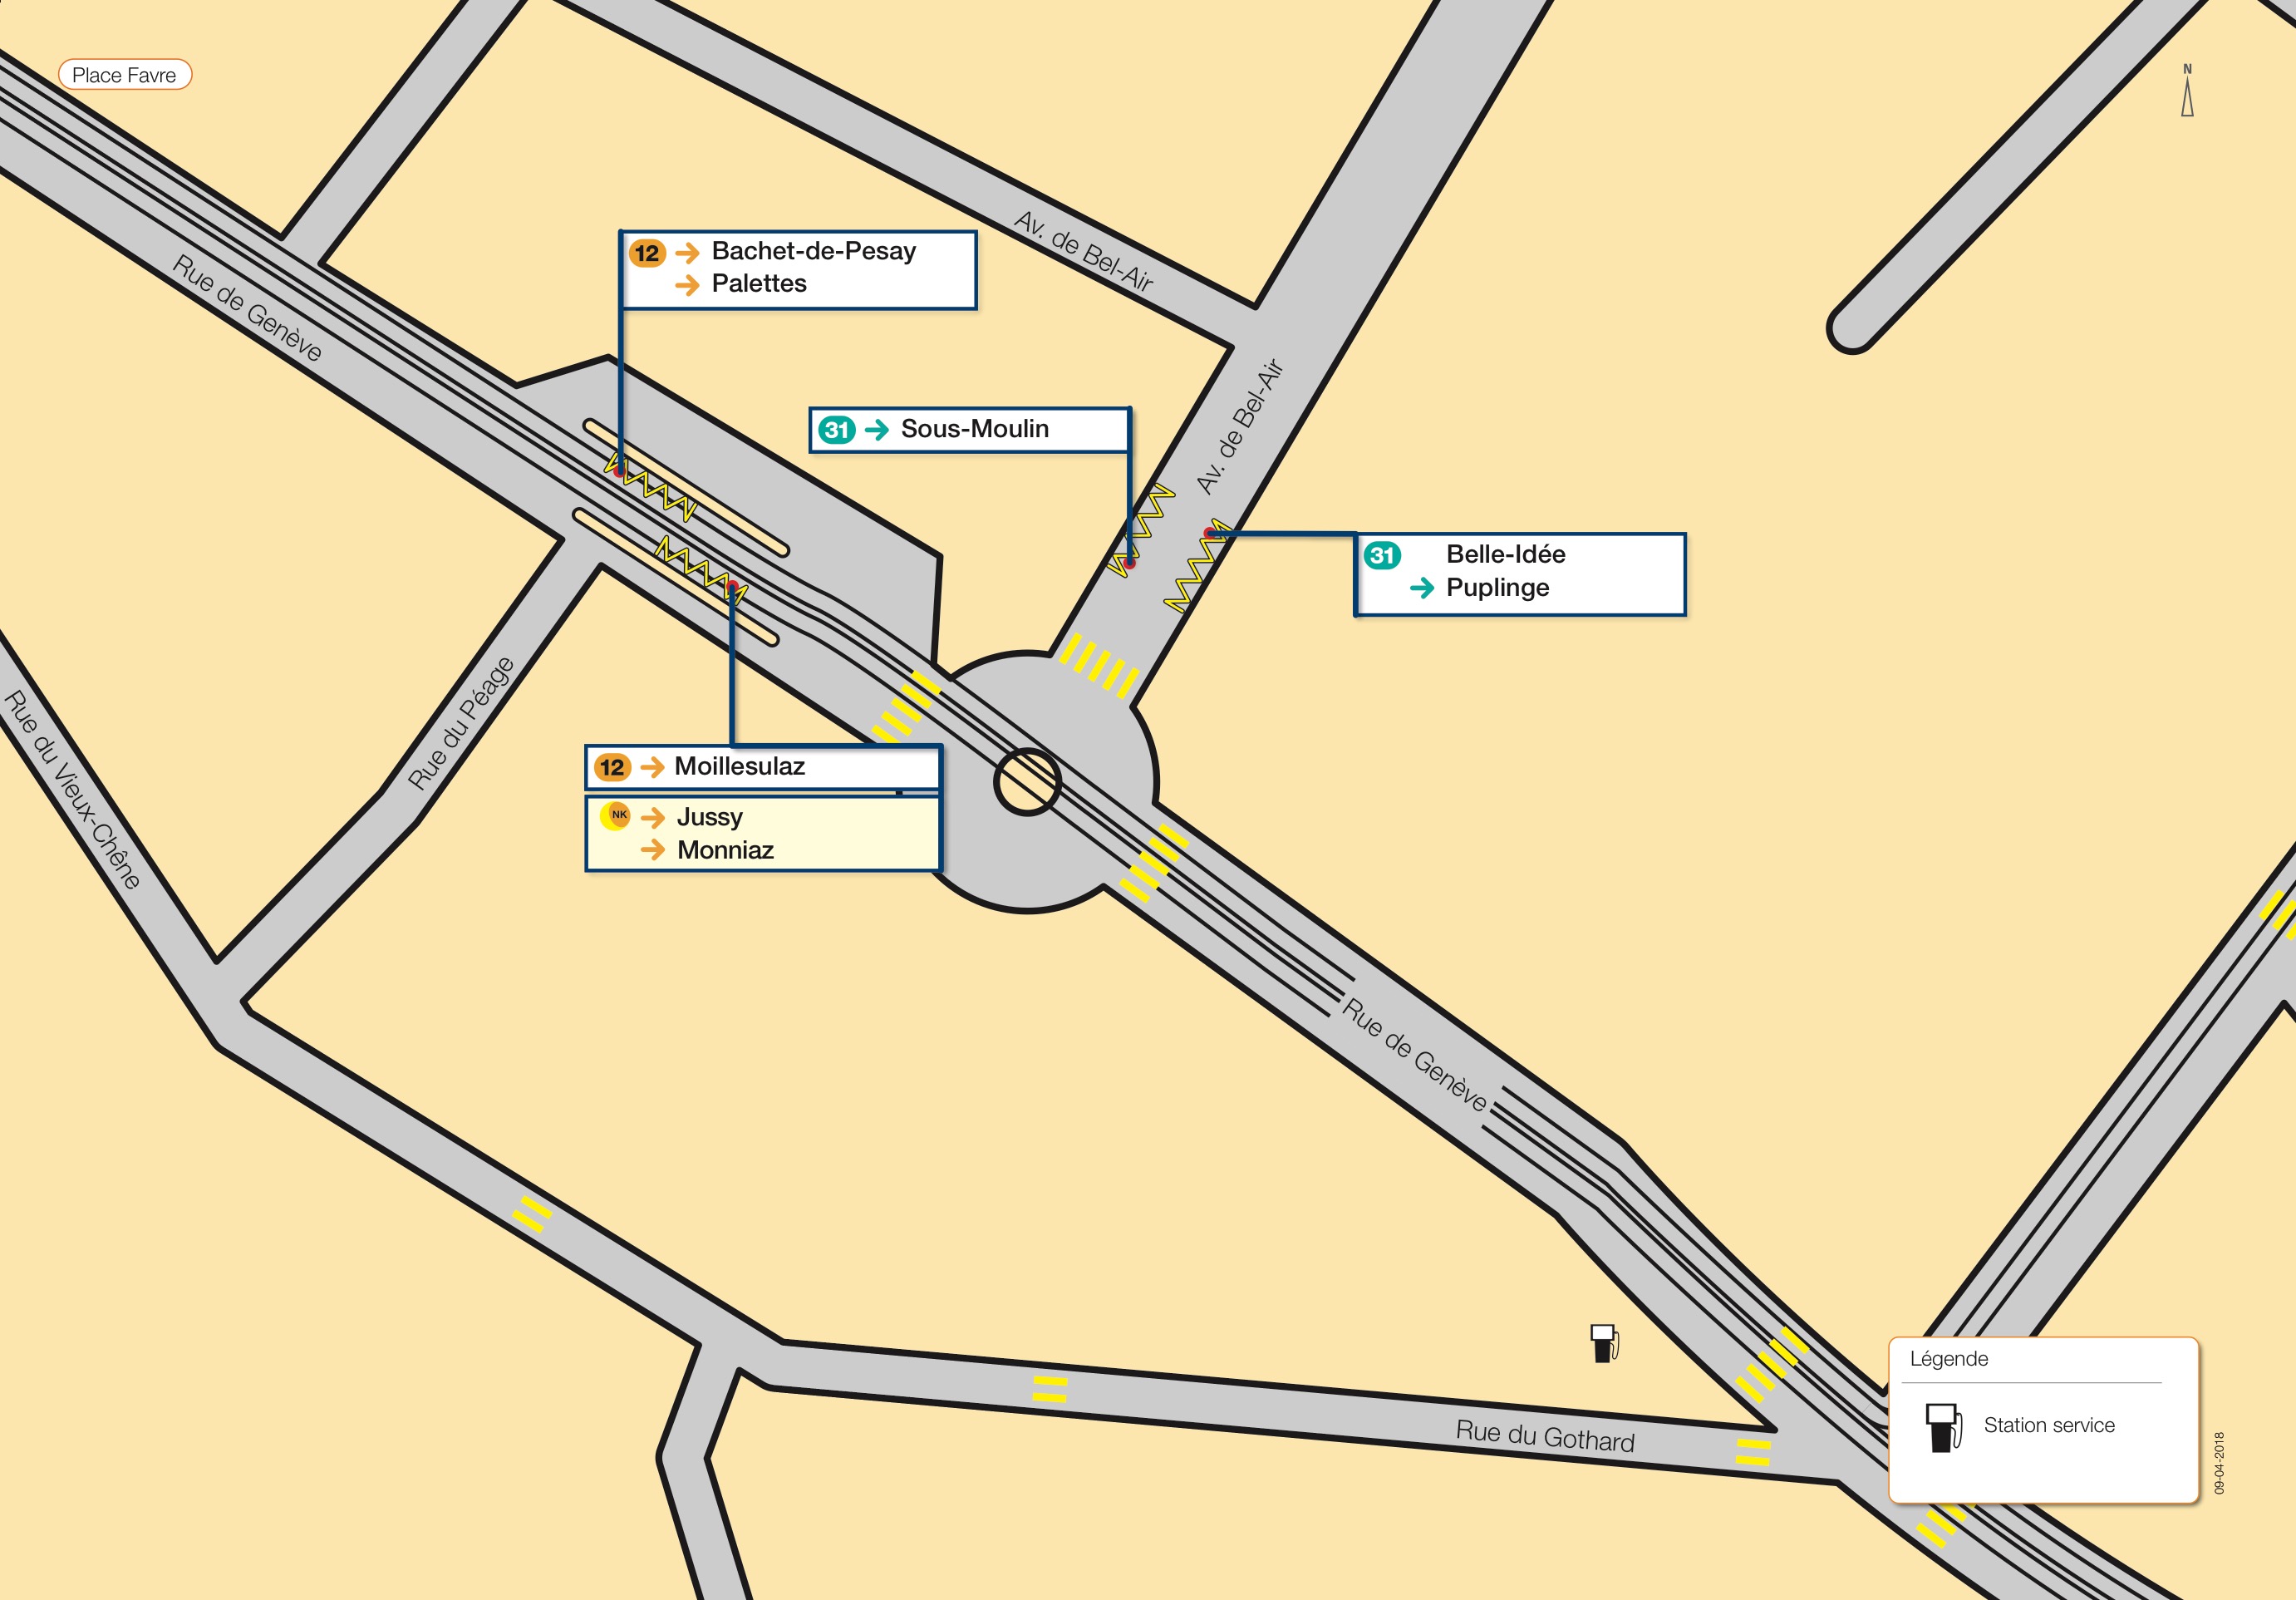 Place Favre
N
Av. de Bel-Air
12 → Bachet-de-Pesay
→ Palettes
Rue de Genève
Av. de Bel-Air
31 → Sous-Moulin
31 Belle-Idée
→ Puplinge
Rue du Péage
Rue du Vieux-Chêne
12 → Moillesulaz
NK → Jussy
→ Monniaz
Rue de Genève
Légende
Station service
Rue du Gothard
09-04-2018